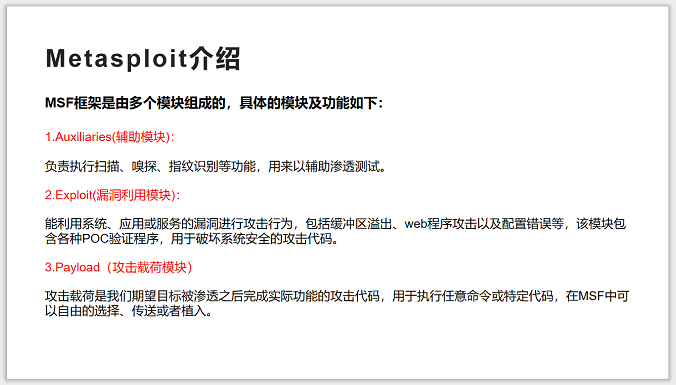 Metasploit介绍
MSF框架是由多个模块组成的，具体的模块及功能如下：
1.Auxiliaries(辅助模块)：
负责执行扫描、嗅探、指纹识别等功能，用来以辅助渗透测试。
2.Exploit(漏洞利用模块)：
能利用系统、应用或服务的漏洞进行攻击行为，包括缓冲区溢出、web程序攻击以及配置错误等，该模块包
含各种POC验证程序，用于破坏系统安全的攻击代码。
3.Payload（攻击载荷模块）
攻击载荷是我们期望目标被渗透之后完成实际功能的攻击代码，用于执行任意命令或特定代码，在MSF中可
以自由的选择、传送或者植入。